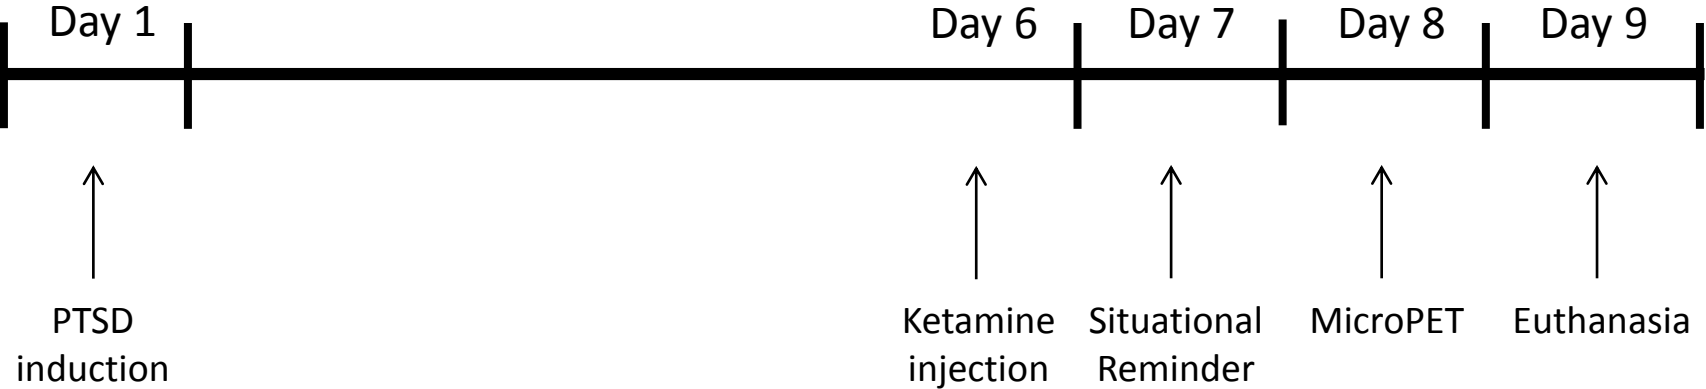 Day 1
Day 6
Day 7
Day 8
Day 9
PTSD
induction
Ketamine
injection
Situational
Reminder
MicroPET
Euthanasia